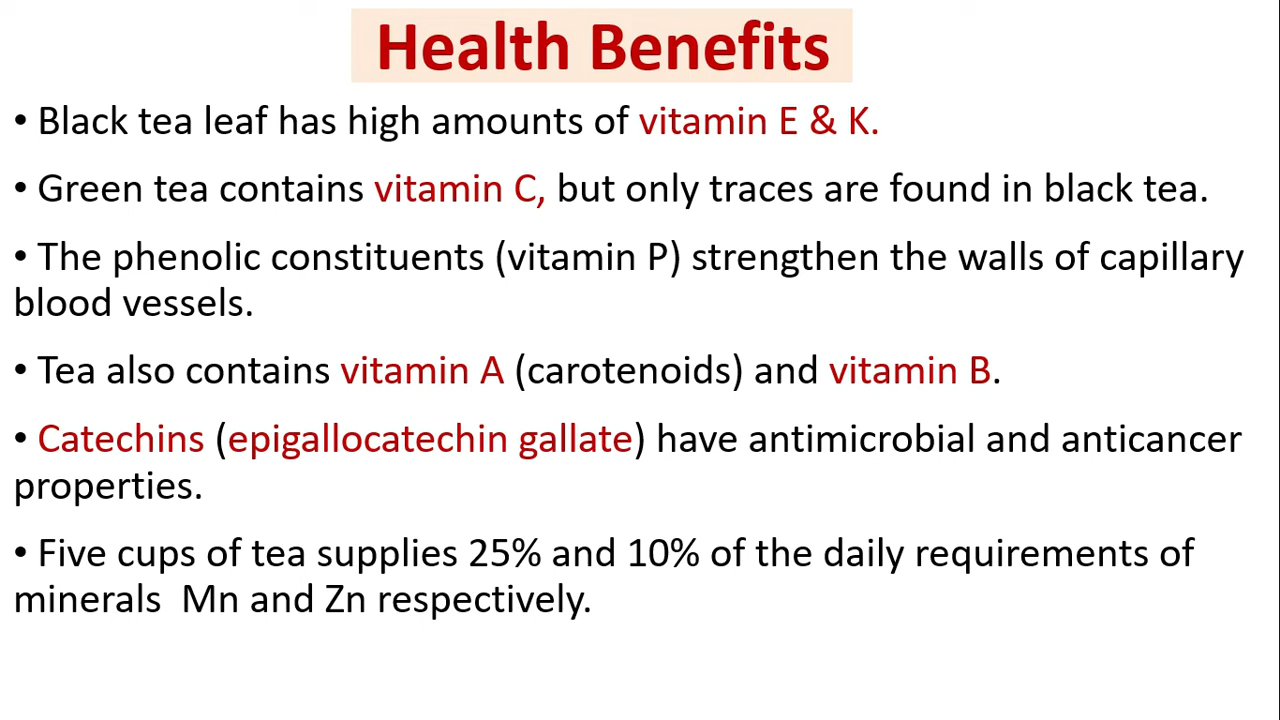 Health Benefits
• Black tea leaf has high amounts of vitamin E & K.
• Green tea contains vitamin C, but only traces are found in black tea.
• The phenolic constituents (vitamin P) strengthen the walls of capillary
blood vessels.
• Tea also contains vitamin A (carotenoids) and vitamin B.
• Catechins (epigallocatechin gallate) have antimicrobial and anticancer
properties.
• Five cups of tea supplies 25% and 10% of the daily requirements of
minerals  Mn and Zn respectively.